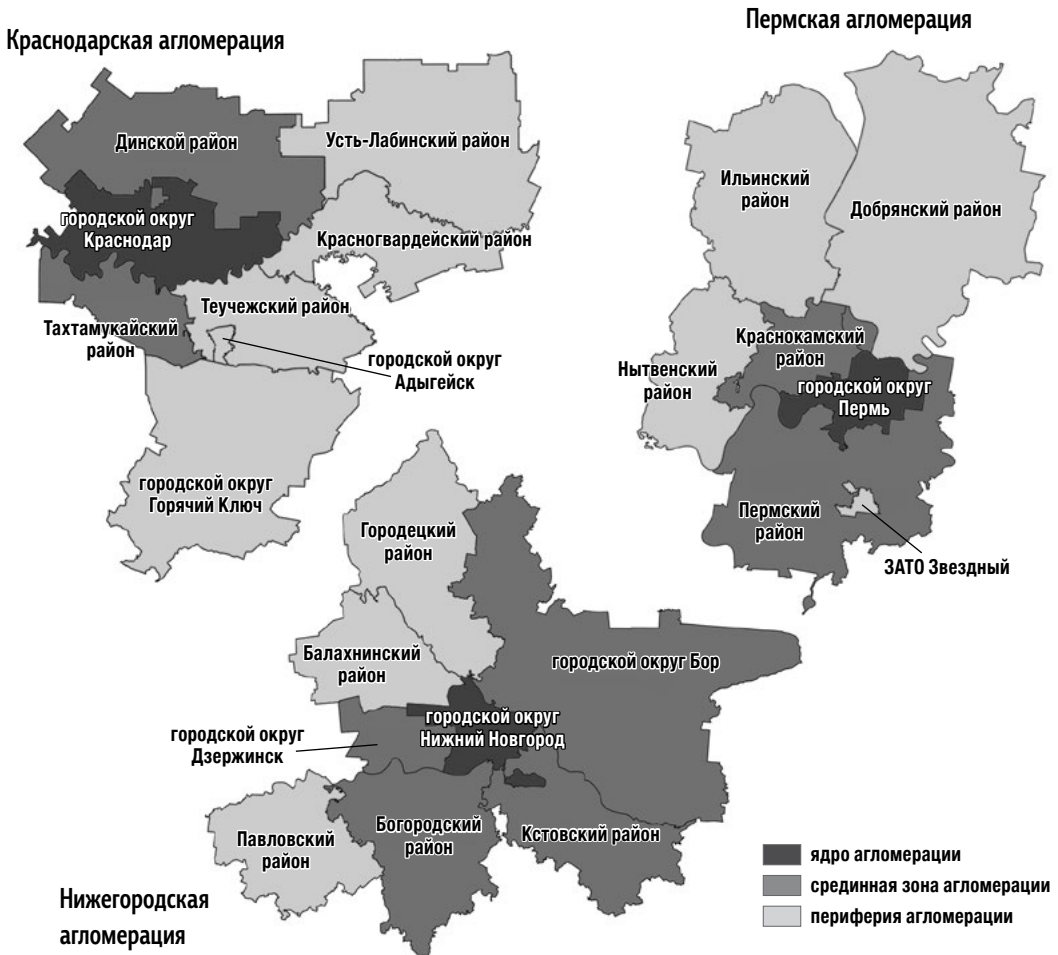 Краснодарская агломерация
Динской район
Усть-Лабинский район
городской округ
Краснодар
Красногвардейский район
Теучежский район
Тахтамукайский
район
городской округ
Адыгейск
городской округ
Горячий Ключ
Пермская агломерация
Ильинский
район
Добрянский район
Краснокамский
район
Нытвенский
район
городской округ
Пермь
Пермский
район
ЗАТО Звездный
Городецкий
район
Балахнинский
район
городской округ Бор
городской округ
Нижний Новгород
городской округ
Дзержинск
Павловский
район
Богородский
район
Кстовский район
Нижегородская
агломерация
ядро агломерации
срединная зона агломерации
периферия агломерации